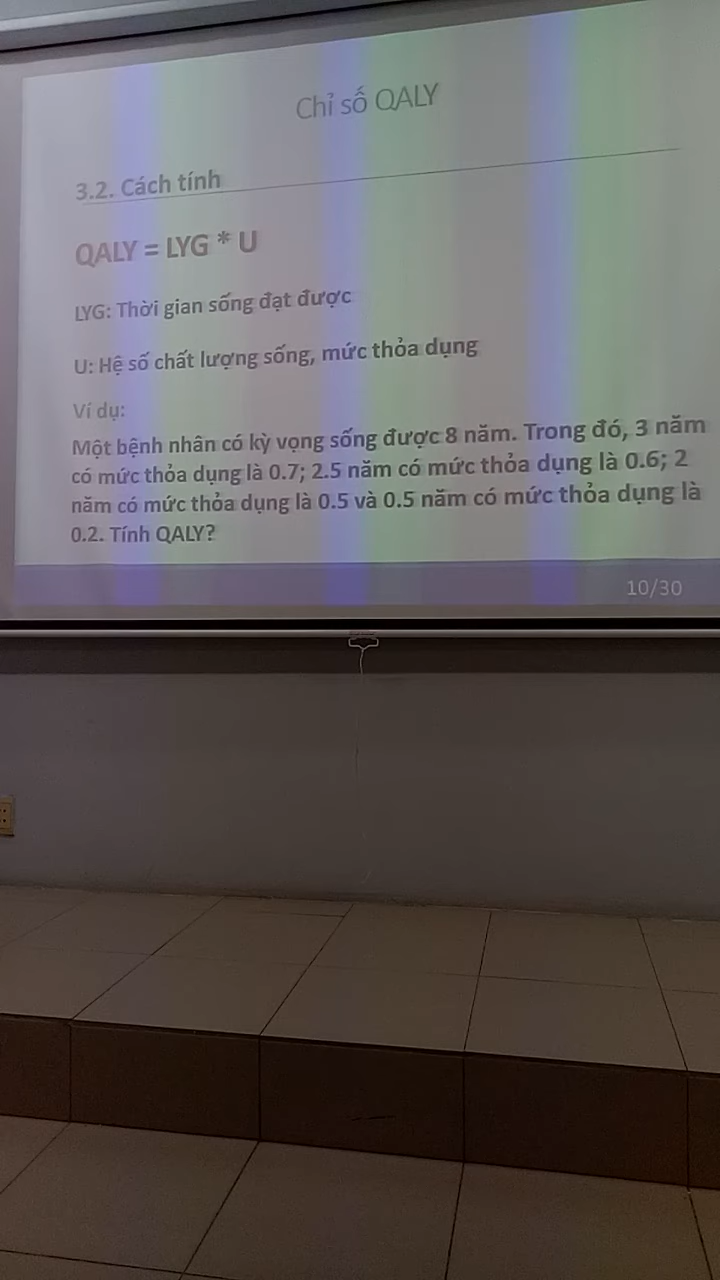 Chỉ số QALY
3.2. Cách tính
QALY = LYG * U
LYG: Thời gian sống đạt được
U: Hệ số chất lượng sống, mức thỏa dụng
Ví dụ:
Một bệnh nhân có kỳ vọng sống được 8 năm. Trong đó, 3 năm
có mức thỏa dụng là 0.7; 2.5 năm có mức thỏa dụng là 0.6; 2
năm có mức thỏa dụng là 0.5 và 0.5 năm có mức thỏa dụng là
0.2. Tính QALY?
10/30